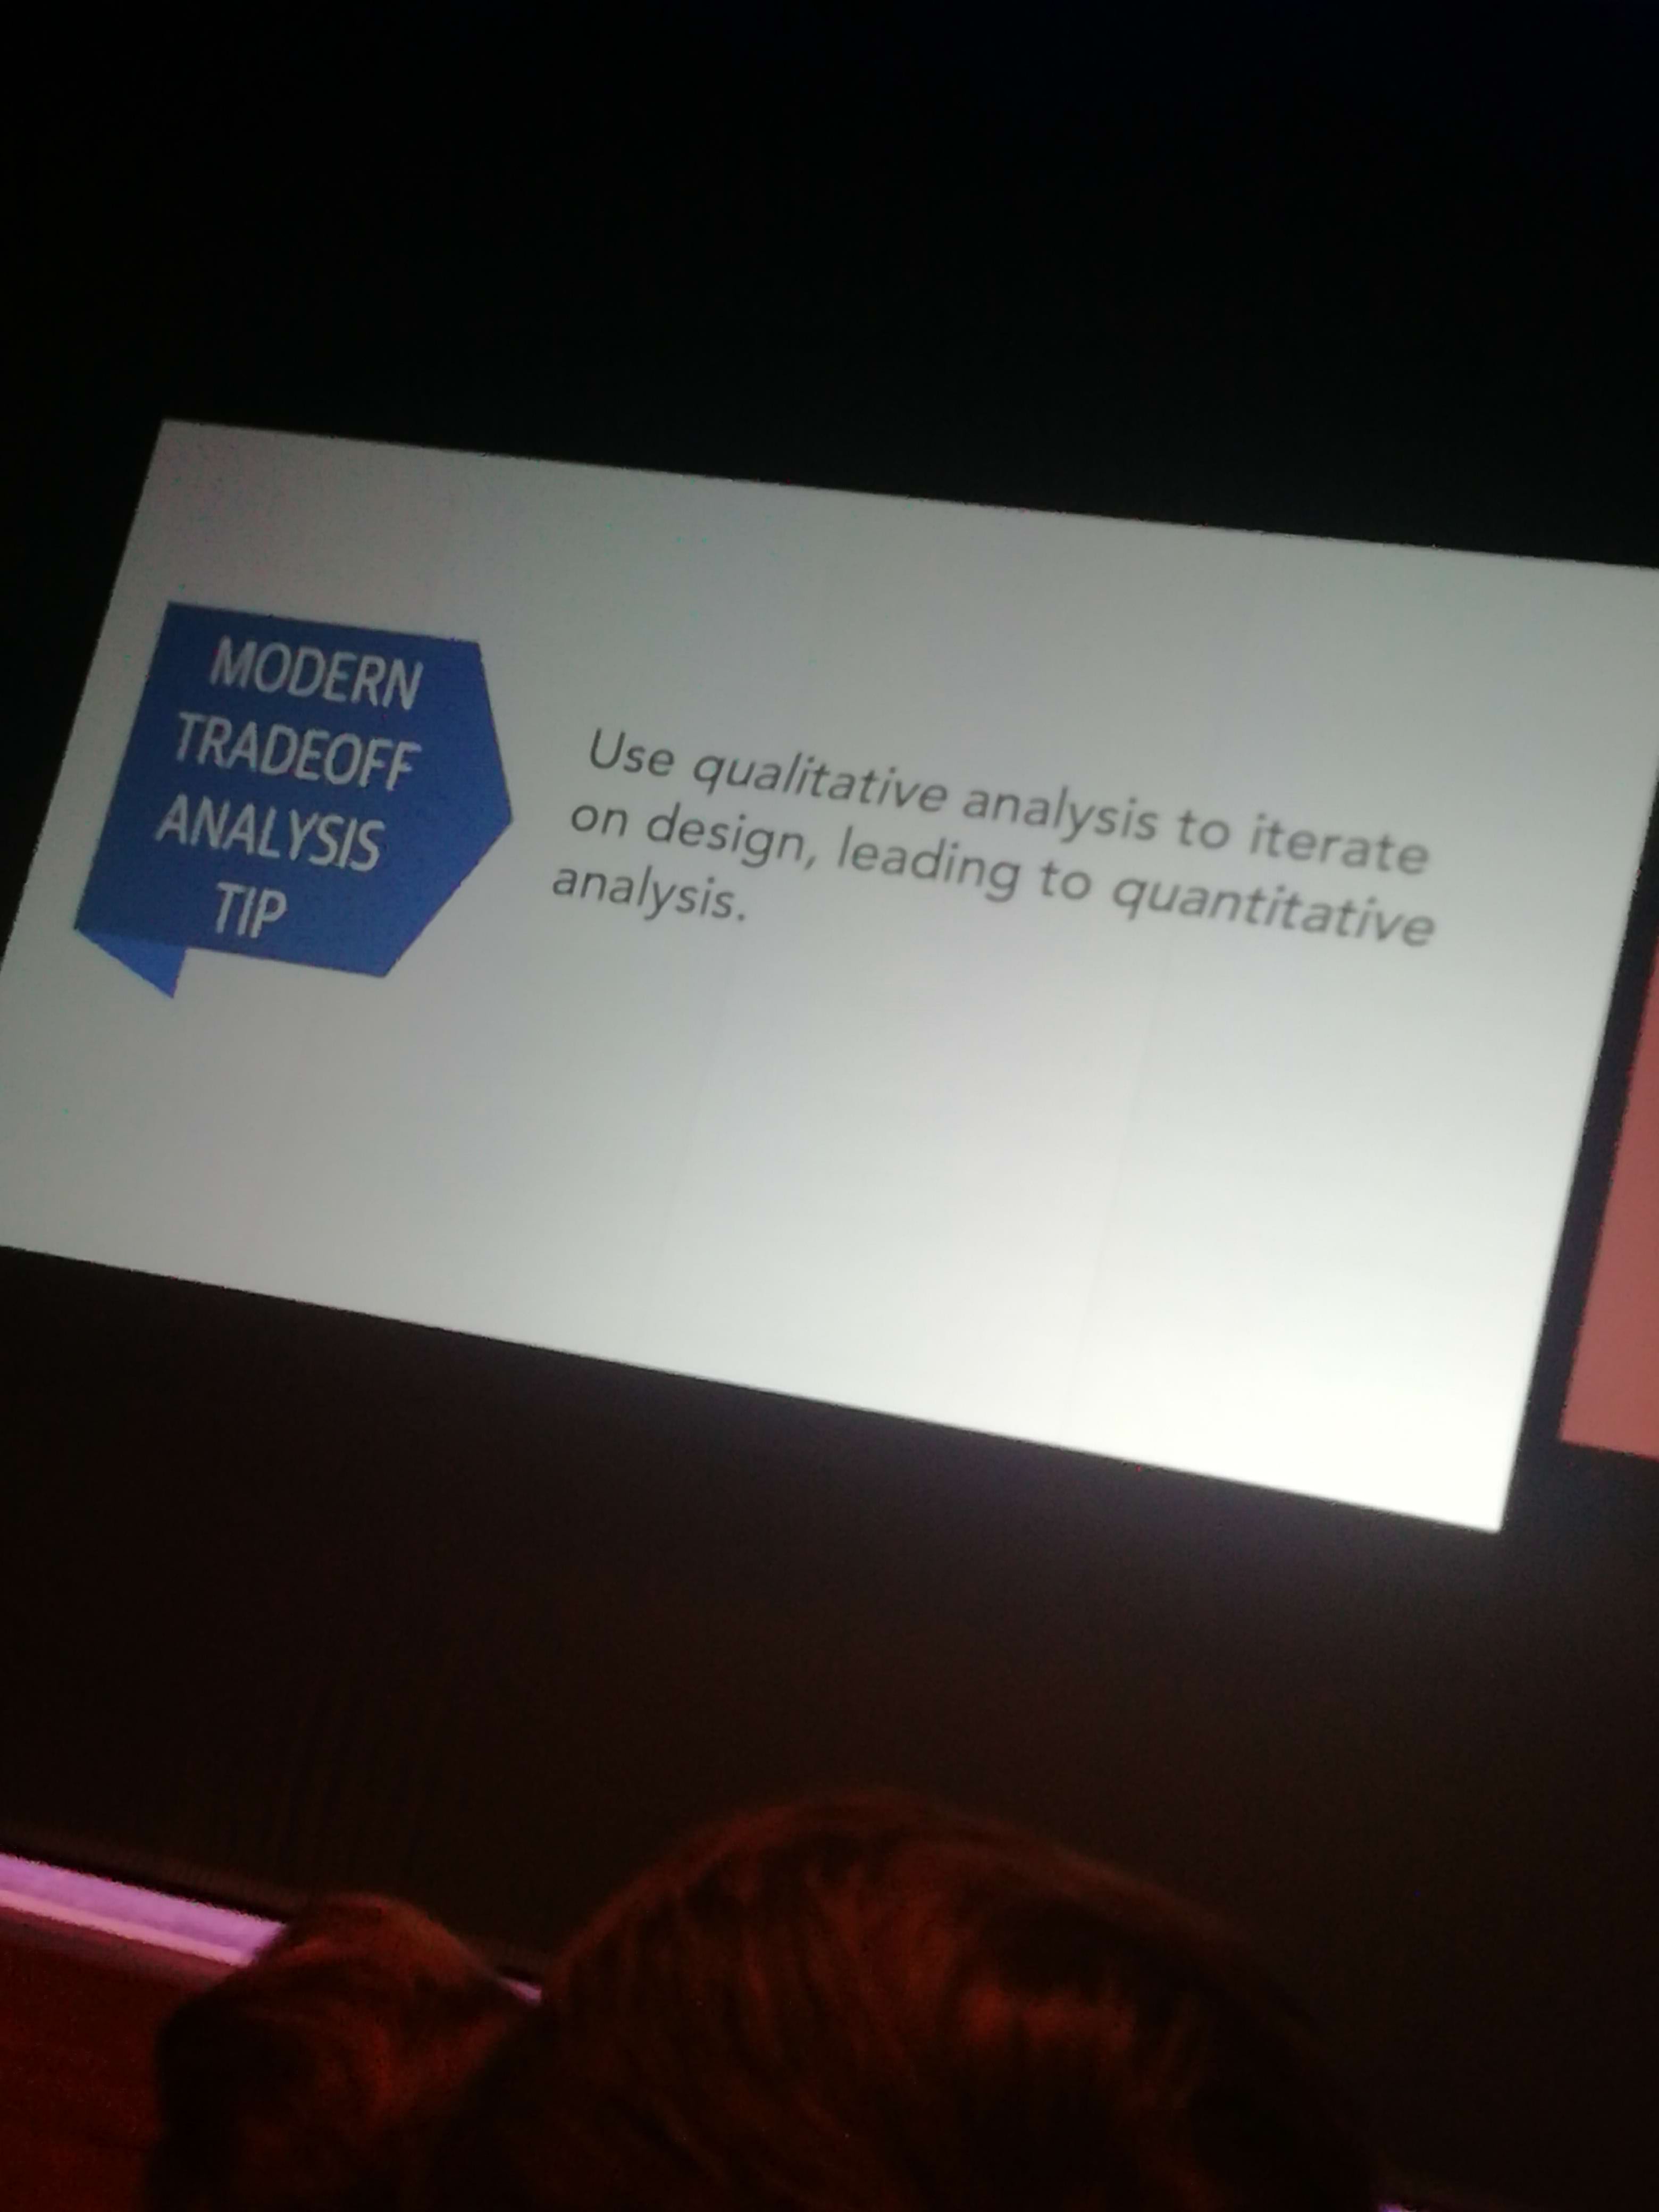 MODERN
TRADEOFF
ANALYSIS
TIP
Use qualitative analysis to iterate
on design, leading to quantitative
analysis.